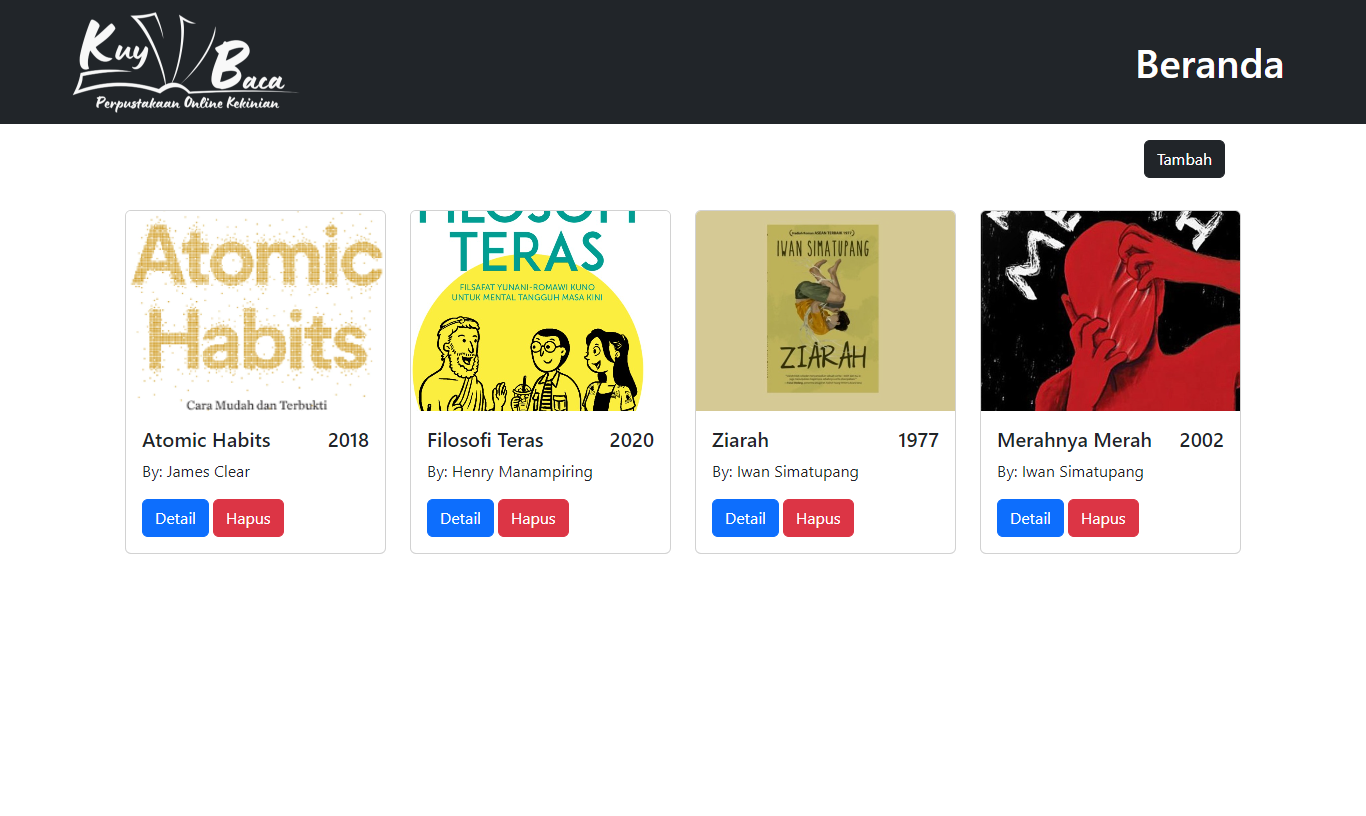 Kuy Baca
Perpustakaan Online Kekinian
Beranda
Tambah
Atomic
Habits
Cara Mudah dan Terbukti
FILOSOFI
TERAS
FILSAFAT YUNANI-ROMAWI KUNO
UNTUK MENTAL TANGGUH MASA KINI
IWAN SIMATUPANG
ZIARAH
ME
Atomic Habits 2018
By: James Clear
Detail Hapus
Filosofi Teras 2020
By: Henry Manampiring
Detail Hapus
Ziarah 1977
By: Iwan Simatupang
Detail Hapus
Merahnya Merah 2002
By: Iwan Simatupang
Detail Hapus